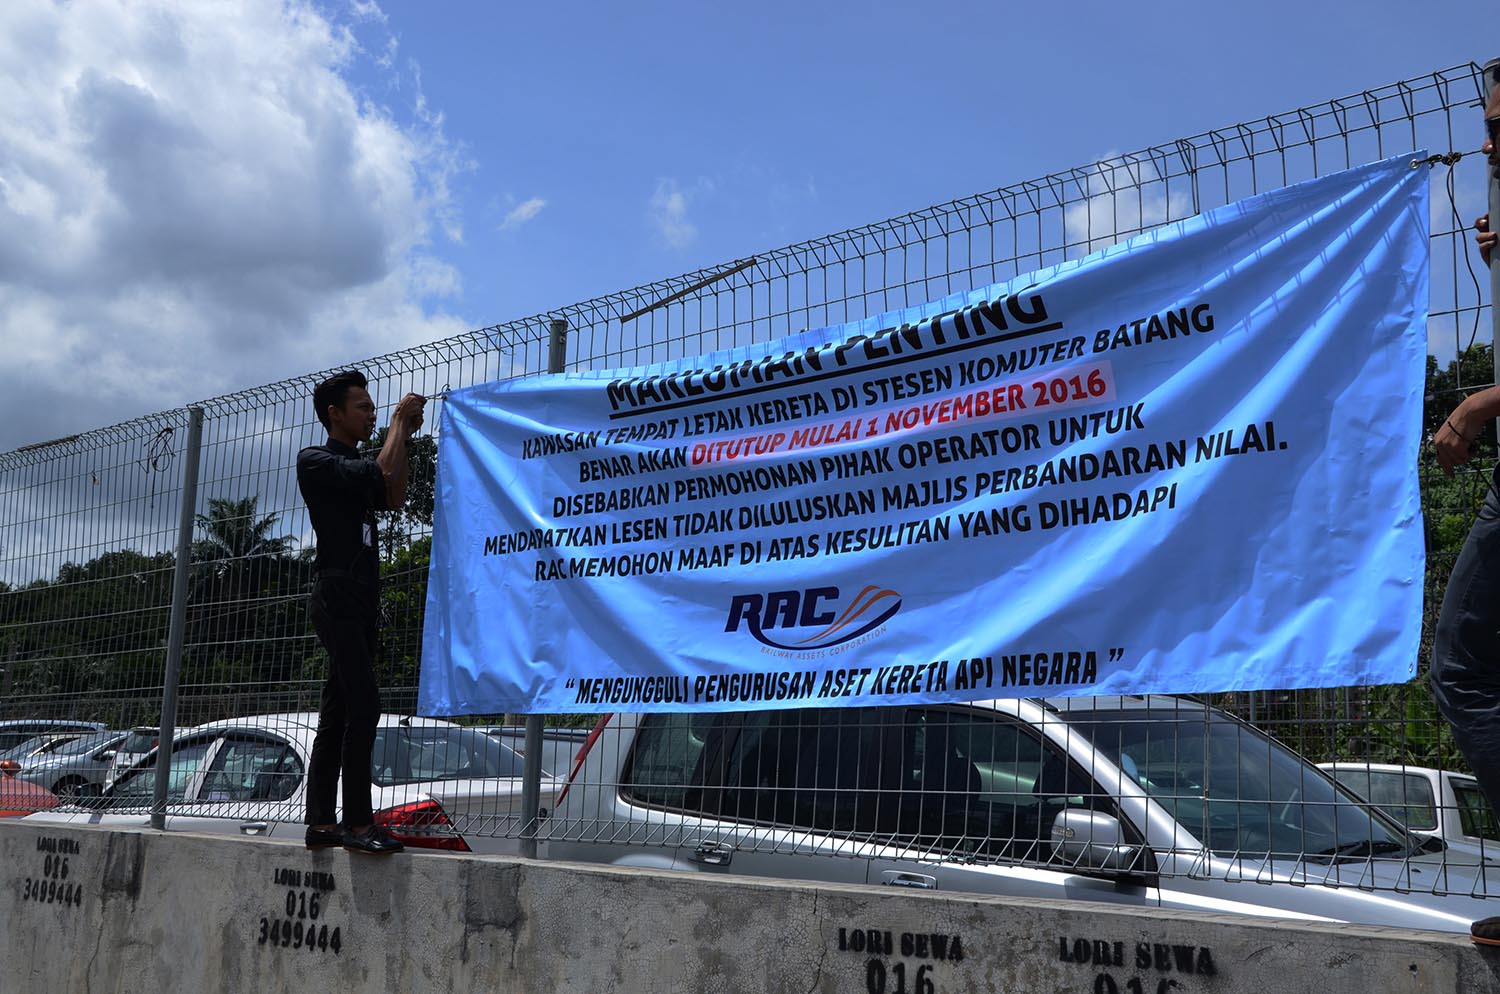 MAKLUMAN PENTING
KAWASAN TEMPAT LETAK KERETA DI STESEN KOMUTER BATANG
BENAR AKAN DITUTUP MULAI 1 NOVEMBER 2016
DISEBABKAN PERMOHONAN PIHAK OPERATOR UNTUK
MENDAPATKAN LESEN TIDAK DILULUSKAN MAJLIS PERBANDARAN NILAI.
RAC MEMOHON MAAF DI ATAS KESULITAN YANG DIHADAPI
RAC
RAILWAY ASSETS CORPORATION
“MENGUNGGULI PENGURUSAN ASET KERETA API NEGARA”
LORI SEWA
016
3499444
LORI SEWA
016
3499444
LORI SEWA
016
LORI SEWA
016